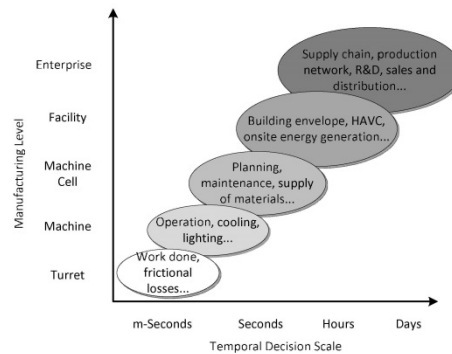 Enterprise
Supply chain, production
network, R&D, sales and
distribution...
Facility
Building envelope, HAVC,
onsite energy generation...
Machine
Cell
Planning,
maintenance, supply
of materials...
Machine
Operation, cooling,
lighting...
Turret
Work done,
frictional
losses...
Manufacturing Level
m-Seconds
Seconds
Hours
Days
Temporal Decision Scale